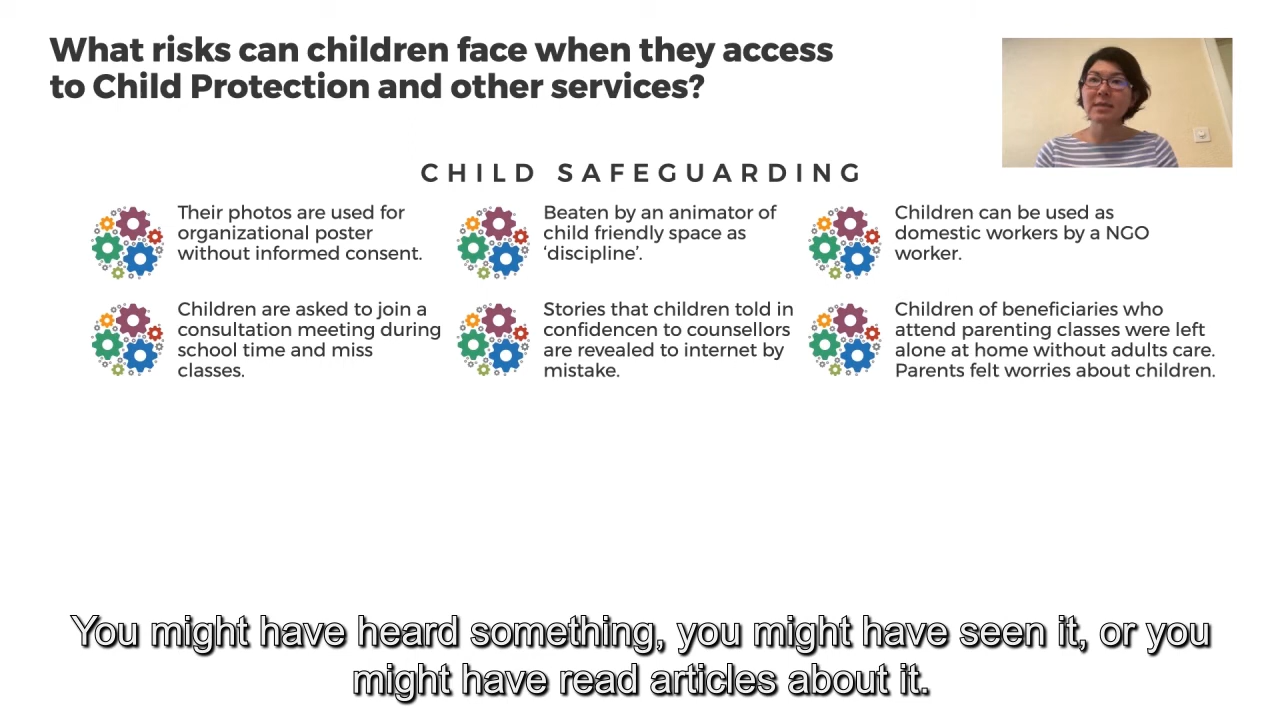 What risks can children face when they access
to Child Protection and other services?
CHILD SAFEGUARDING
Their photos are used for
organizational poster
without informed consent.
Beaten by an animator of
child friendly space as
‘discipline’.
Children can be used as
domestic workers by a NGO
worker.
Children are asked to join a
consultation meeting during
school time and miss
classes.
Stories that children told in
confidencen to counsellors
are revealed to internet by
mistake.
Children of beneficiaries who
attend parenting classes were left
alone at home without adults care.
Parents felt worries about children.
You might have heard something, you might have seen it, or you
might have read articles about it.